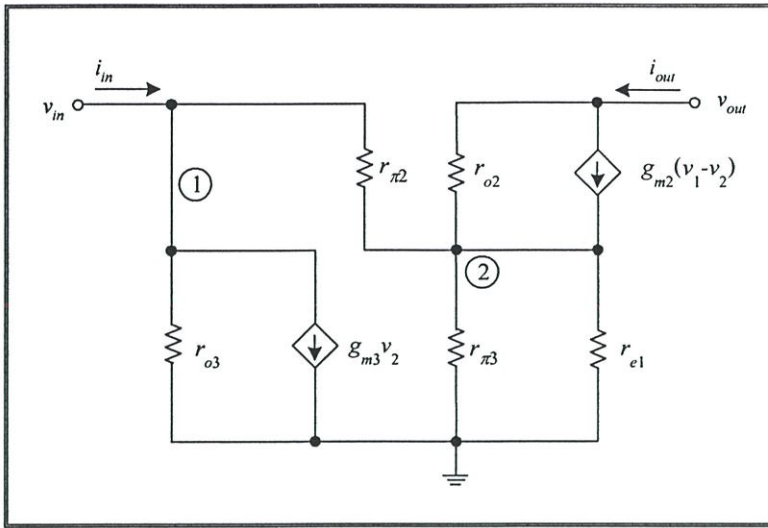 i_in
i_out
v_in
v_out
1
r_π2
r_o2
g_m2(v_1-v_2)
2
r_o3
g_m3v_2
r_π3
r_e1